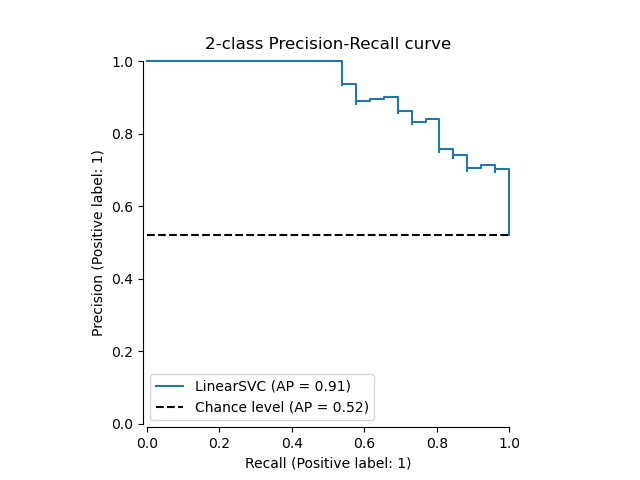 2-class Precision-Recall curve
1.0
0.8
0.6
0.4
0.2
0.0
Precision (Positive label: 1)
LinearSVC (AP = 0.91)
Chance level (AP = 0.52)
0.0 0.2 0.4 0.6 0.8 1.0
Recall (Positive label: 1)